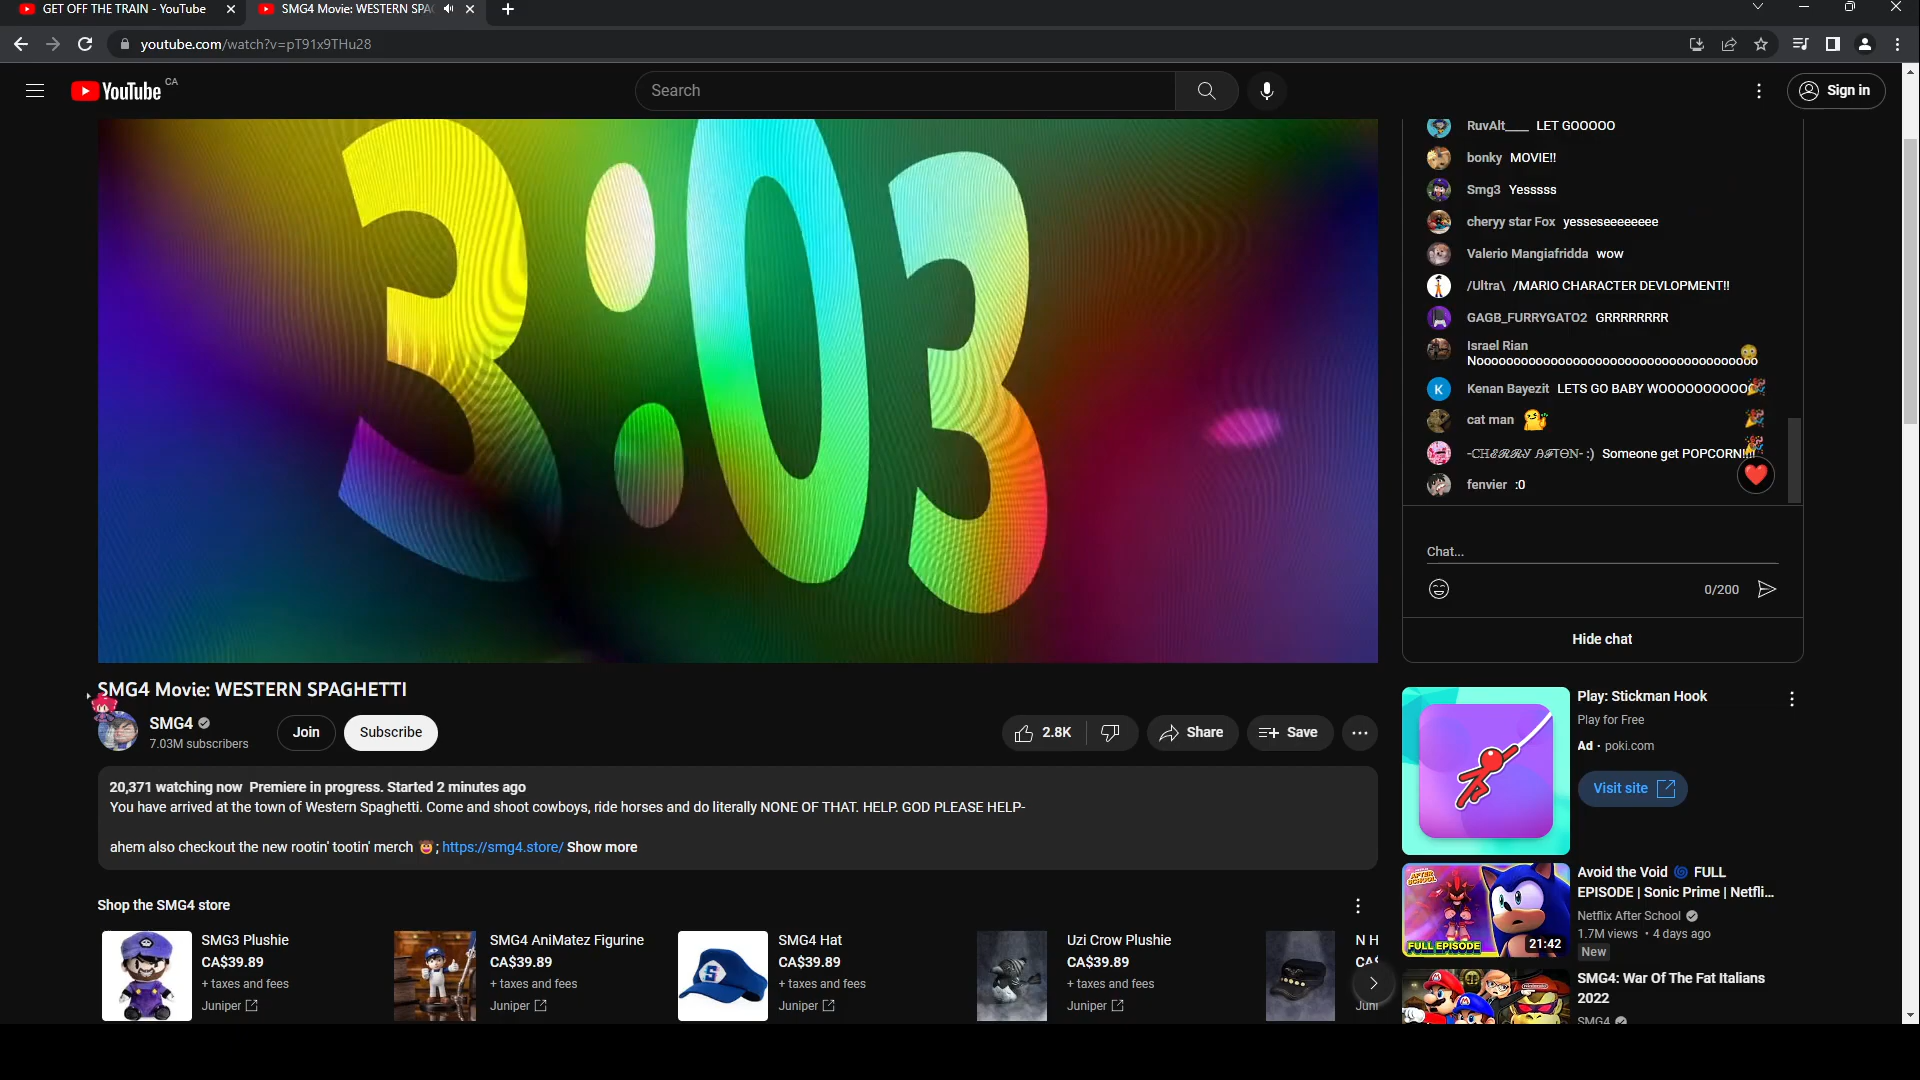 GET OFF THE TRAIN - YouTube
SMG4 Movie: WESTERN SPA
youtube.com/watch?v=pT91x9THu28
YouTube CA
Search
Sign in
3:03
RuvAlt____ LET GOOOOO
bonky MOVIE!!
Smg3 Yesssss
cheryy star Fox yesseseeeeeeee
Valerio Mangiafridda wow
/Ultra\ /MARIO CHARACTER DEVLOPMENT!!
GAGB_FURRYGATO2 GRRRRRRRR
Israel Rian
K Kenan Bayezit LETS GO BABY
cat man
-ℂℍℰℛℛ𝒴 𝔸ℱTΘN- :) Someone get POPCORN!!!!
fenvier :0
Chat...
0/200
Hide chat
SMG4 Movie: WESTERN SPAGHETTI
SMG4
7.03M subscribers
Join
Subscribe
2.8K
Share
Save
20,371 watching now Premiere in progress. Started 2 minutes ago
You have arrived at the town of Western Spaghetti. Come and shoot cowboys, ride horses and do literally NONE OF THAT. HELP. GOD PLEASE HELP-
ahem also checkout the new rootin' tootin' merch 🤠; https://smg4.store/ Show more
Shop the SMG4 store
SMG3 Plushie
CA$39.89
+ taxes and fees
Juniper
SMG4 AniMatez Figurine
CA$39.89
+ taxes and fees
Juniper
SMG4 Hat
CA$39.89
+ taxes and fees
Juniper
Uzi Crow Plushie
CA$39.89
+ taxes and fees
Juniper
N H
CA$
Juni
Play: Stickman Hook
Play for Free
Ad · poki.com
Visit site
AFTER SCHOOL
FULL EPISODE
21:42
Avoid the Void 🌀 FULL
EPISODE | Sonic Prime | Netfli...
Netflix After School
1.7M views • 4 days ago
New
SMG4: War Of The Fat Italians
2022
SMG4